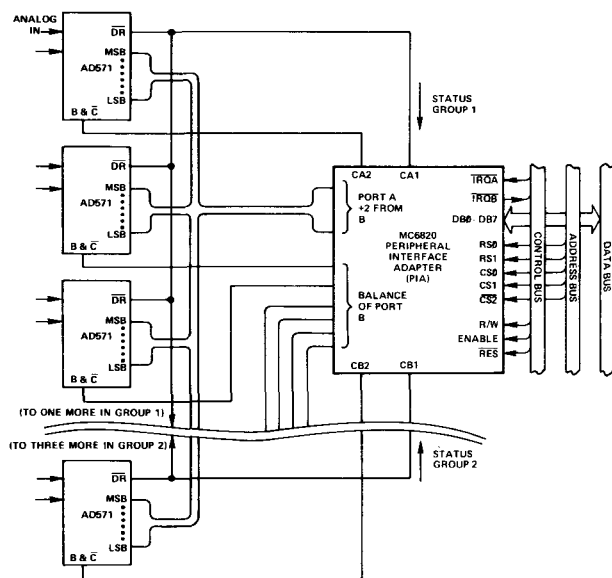 ANALOG
IN
DR
MSB
AD571
LSB
B & C
DR
MSB
AD571
LSB
B & C
DR
MSB
AD571
LSB
B & C
(TO ONE MORE IN GROUP 1)
(TO THREE MORE IN GROUP 2)
DR
MSB
AD571
LSB
B & C
STATUS
GROUP 1
CA2 CA1
PORT A
+2 FROM
B
MC6820
PERIPHERAL
INTERFACE
ADAPTER
(PIA)
BALANCE
OF PORT
B
IRQA
IRQB
DB0-DB7
RS0
RS1
CS0
CS1
CS2
R/W
ENABLE
RES
CB2 CB1
STATUS
GROUP 2
CONTROL BUS
ADDRESS BUS
DATA BUS